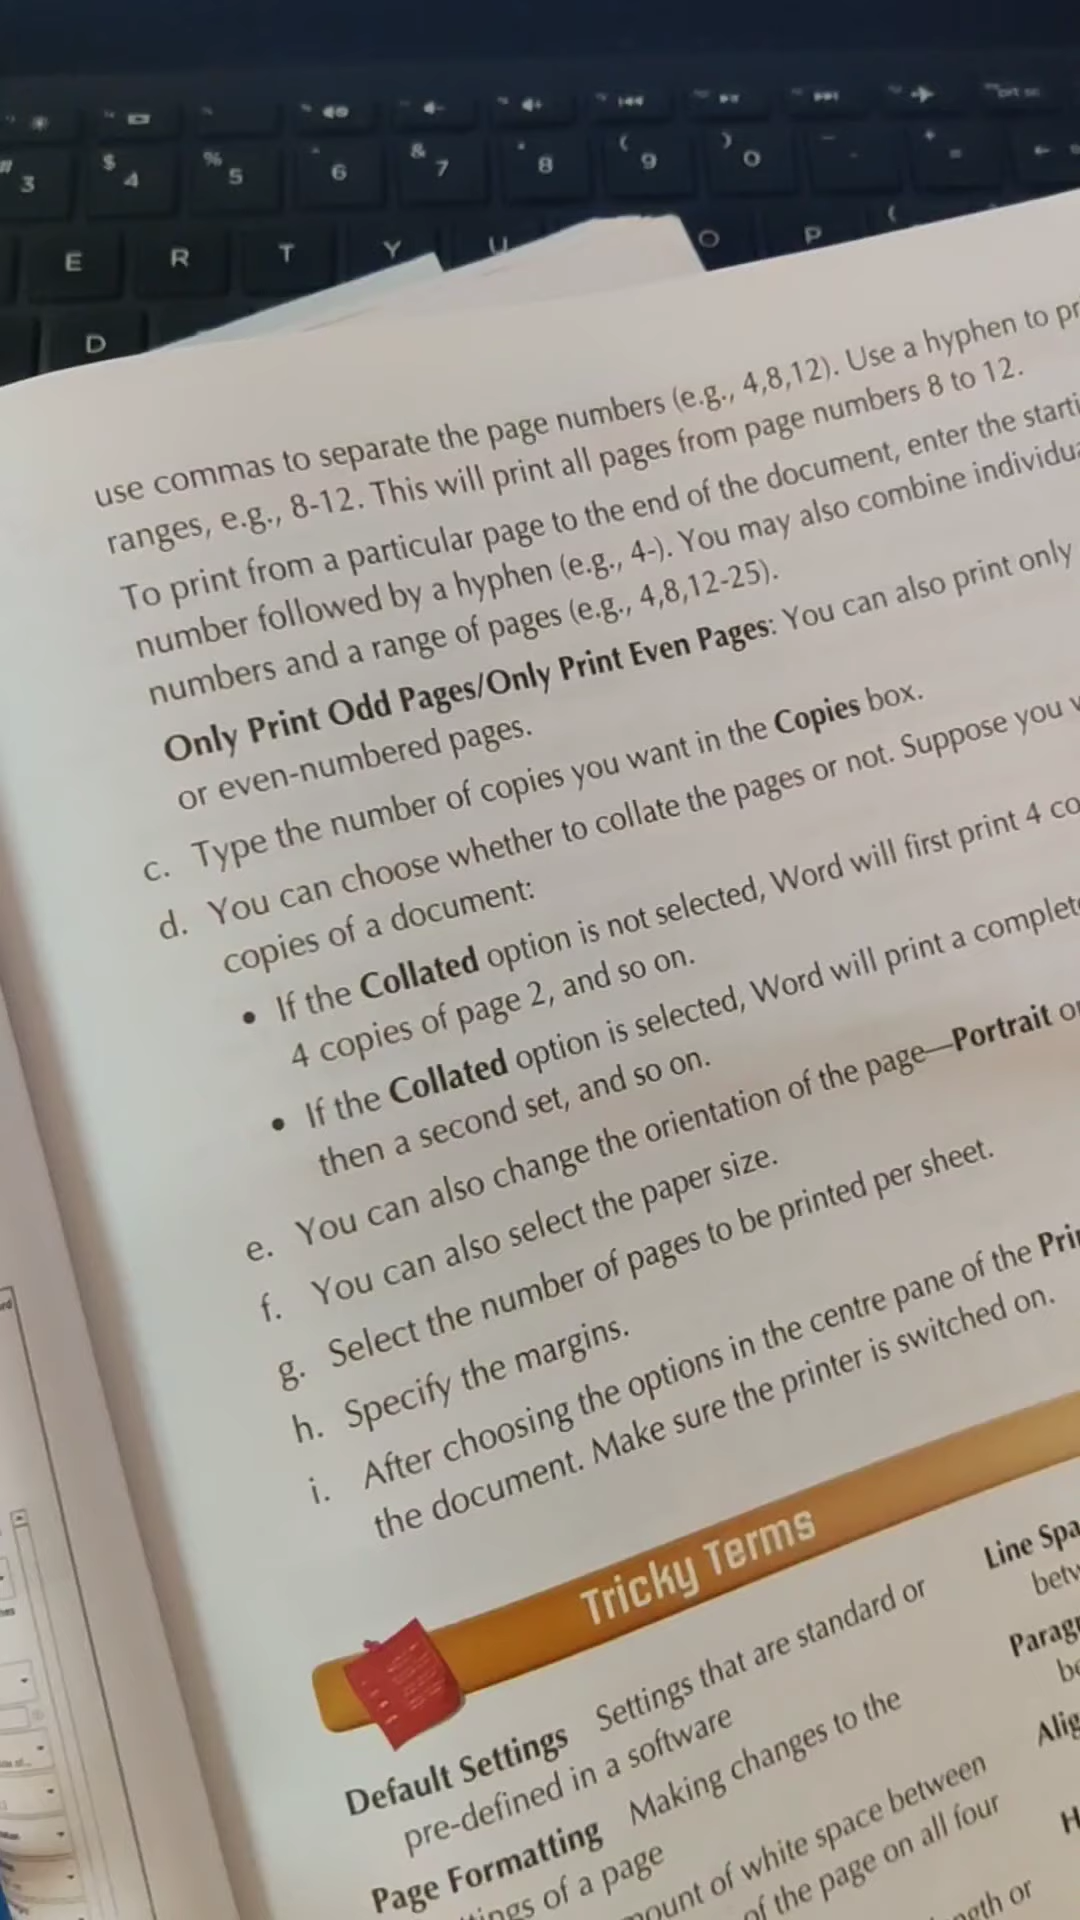 use commas to separate the page numbers (e.g., 4,8,12). Use a hyphen to
ranges, e.g., 8-12. This will print all pages from page numbers 8 to 12.
To print from a particular page to the end of the document, enter the
number followed by a hyphen (e.g., 4-). You may also combine
numbers and a range of pages (e.g., 4,8,12-25).
Only Print Odd Pages/Only Print Even Pages: You can also print only
or even-numbered pages.
c. Type the number of copies you want in the Copies box.
d. You can choose whether to collate the pages or not. Suppose you
copies of a document:
• If the Collated option is not selected, Word will first print 4
4 copies of page 2, and so on.
• If the Collated option is selected, Word will print a
then a second set, and so on.
e. You can also change the orientation of the page—Portrait
f. You can also select the paper size.
g. Select the number of pages to be printed per sheet.
h. Specify the margins.
i. After choosing the options in the centre pane of the
the document. Make sure the printer is switched on.
Tricky Terms
Default Settings Settings that are standard or
pre-defined in a software
Page Formatting Making changes to the
of a page
of white space between
of the page on all four
or
Line
# 3
$ 4
% 5
^ 6
& 7
* 8
( 9
) 0
E R T Y U O P
D